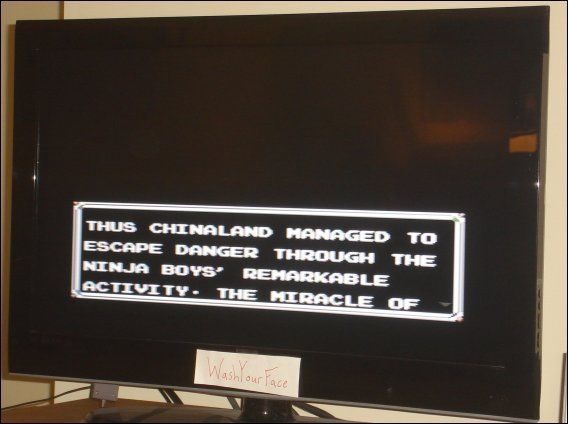 THUS CHINALAND MANAGED TO
ESCAPE DANGER THROUGH THE
NINJA BOYS' REMARKABLE
ACTIVITY. THE MIRACLE OF
WashYourFace